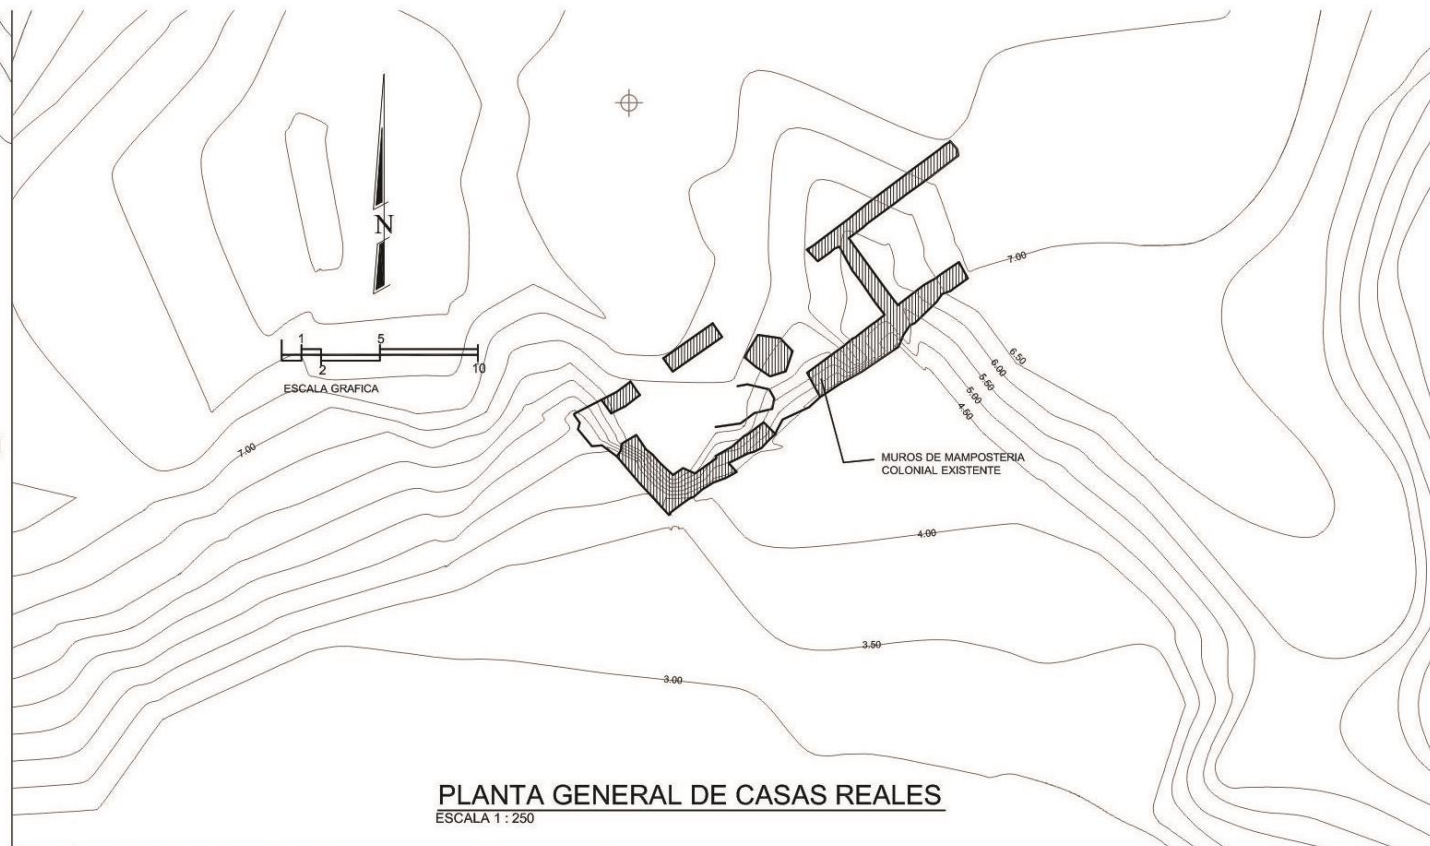 N
1
5
2
10
ESCALA GRAFICA
7.00
7.00
6.50
6.00
5.50
5.00
4.50
MUROS DE MAMPOSTERIA
COLONIAL EXISTENTE
4.00
3.50
3.00
PLANTA GENERAL DE CASAS REALES
ESCALA 1 : 250